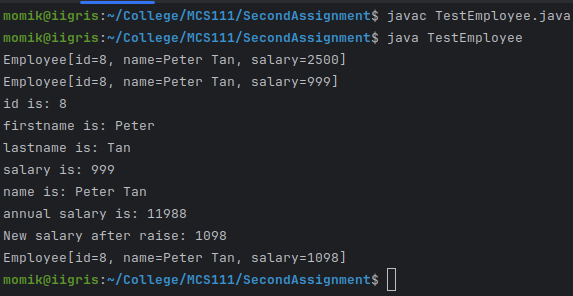 momik@iigris:~/College/MCS111/SecondAssignment$ javac TestEmployee.java
momik@iigris:~/College/MCS111/SecondAssignment$ java TestEmployee
Employee[id=8, name=Peter Tan, salary=2500]
Employee[id=8, name=Peter Tan, salary=999]
id is: 8
firstname is: Peter
lastname is: Tan
salary is: 999
name is: Peter Tan
annual salary is: 11988
New salary after raise: 1098
Employee[id=8, name=Peter Tan, salary=1098]
momik@iigris:~/College/MCS111/SecondAssignment$